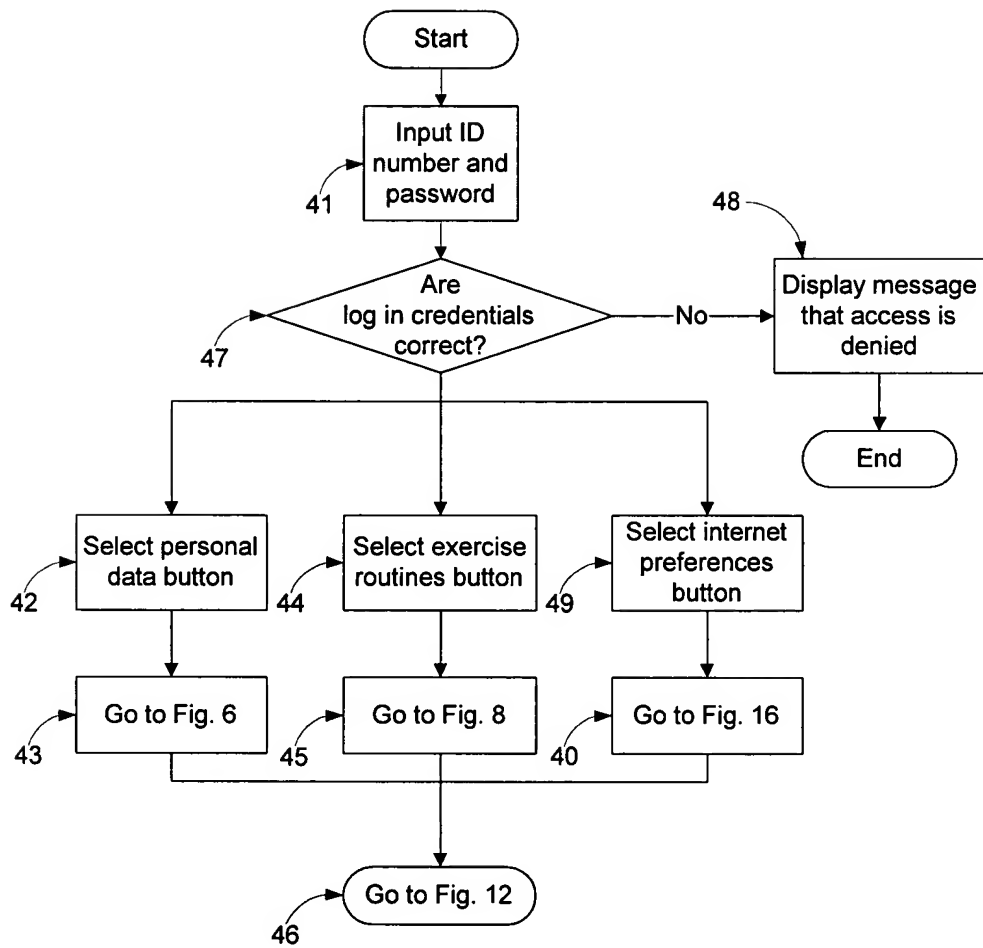 Start
Input ID
number and
password
41
48
Are
log in credentials
correct?
47
No
Display message
that access is
denied
End
Select personal
data button
42
Select exercise
routines button
44
Select internet
preferences
button
49
Go to Fig. 6
43
Go to Fig. 8
45
Go to Fig. 16
40
Go to Fig. 12
46